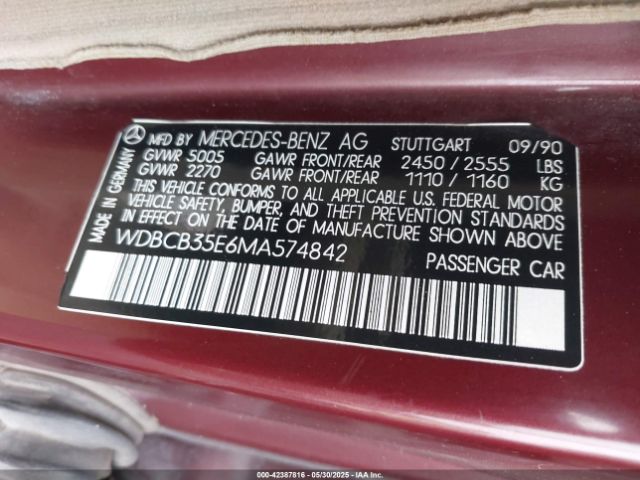 MADE IN GERMANY
MFD BY MERCEDES-BENZ AG STUTTGART 09/90
GVWR 5005 GAWR FRONT/REAR 2450 / 2555 LBS
GVWR 2270 GAWR FRONT/REAR 1110 / 1160 KG
THIS VEHICLE CONFORMS TO ALL APPLICABLE U.S. FEDERAL MOTOR
VEHICLE SAFETY, BUMPER, AND THEFT PREVENTION STANDARDS
IN EFFECT ON THE DATE OF MANUFACTURE SHOWN ABOVE
WDBCB35E6MA574842 PASSENGER CAR
000-42387816 - 05/30/2025 - IAAI.COM